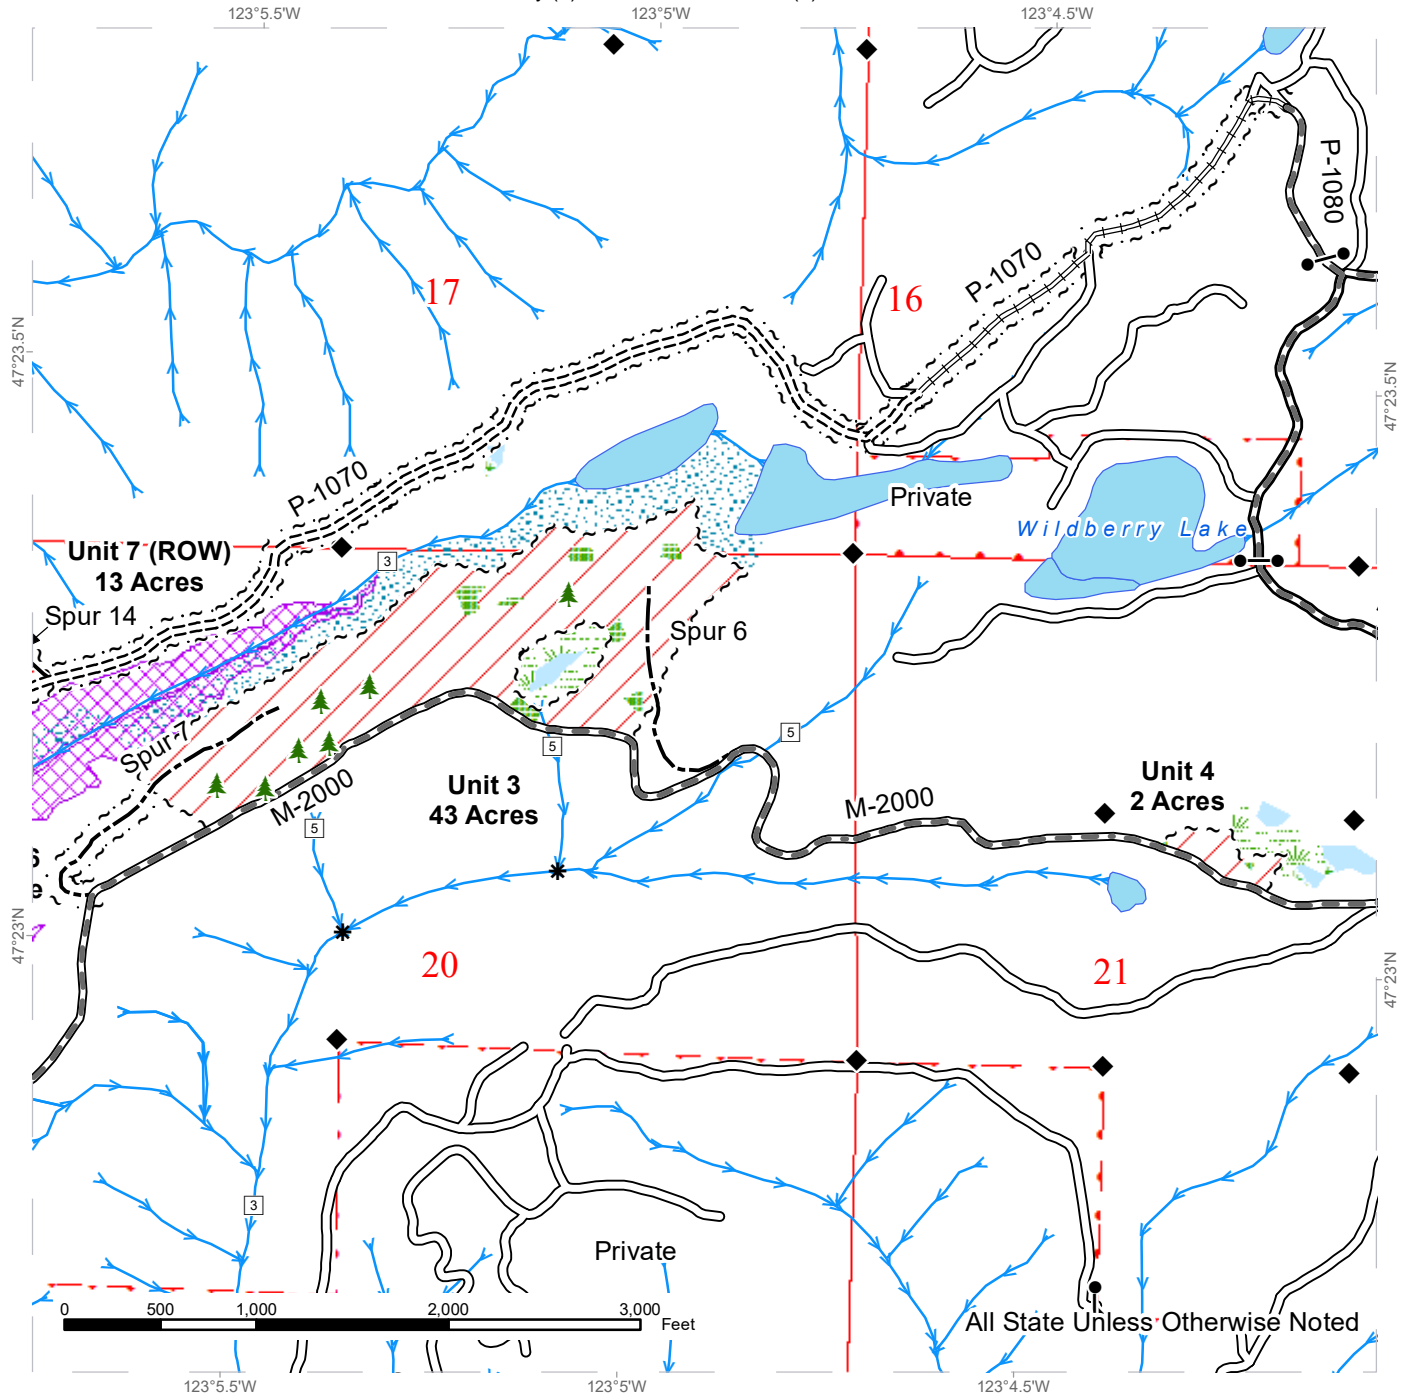 123°5.5'W
123°5'W
123°4.5'W
P-1080
17
16
P-1070
47°23.5'N
47°23.5'N
P-1070
Private
Wildberry Lake
Unit 7 (ROW)
13 Acres
3
Spur 14
Spur 6
Spur 7
5
5
Unit 3
43 Acres
M-2000
M-2000
Unit 4
2 Acres
5
e
47°23'N
47°23'N
20
21
3
Private
0
500
1,000
2,000
3,000
Feet
All State Unless Otherwise Noted
123°5.5'W
123°5'W
123°4.5'W